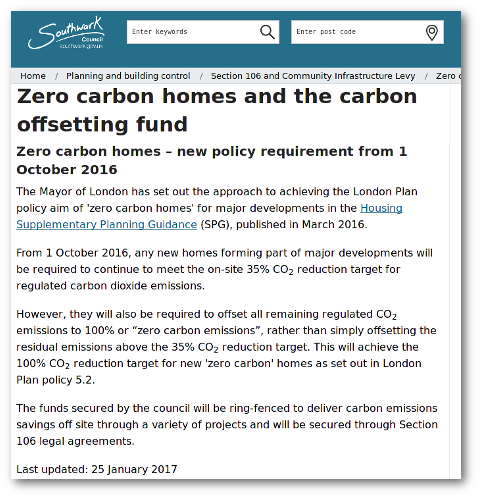 Southwark
Council
southwark.gov.uk
Enter keywords
Enter post code
Home / Planning and building control / Section 106 and Community Infrastructure Levy / Zero
Zero carbon homes and the carbon
offsetting fund
Zero carbon homes – new policy requirement from 1
October 2016
The Mayor of London has set out the approach to achieving the London Plan
policy aim of 'zero carbon homes' for major developments in the Housing
Supplementary Planning Guidance (SPG), published in March 2016.
From 1 October 2016, any new homes forming part of major developments will
be required to continue to meet the on-site 35% CO₂ reduction target for
regulated carbon dioxide emissions.
However, they will also be required to offset all remaining regulated CO₂
emissions to 100% or “zero carbon emissions”, rather than simply offsetting the
residual emissions above the 35% CO₂ reduction target. This will achieve the
100% CO₂ reduction target for new 'zero carbon' homes as set out in London
Plan policy 5.2.
The funds secured by the council will be ring-fenced to deliver carbon emissions
savings off site through a variety of projects and will be secured through Section
106 legal agreements.
Last updated: 25 January 2017